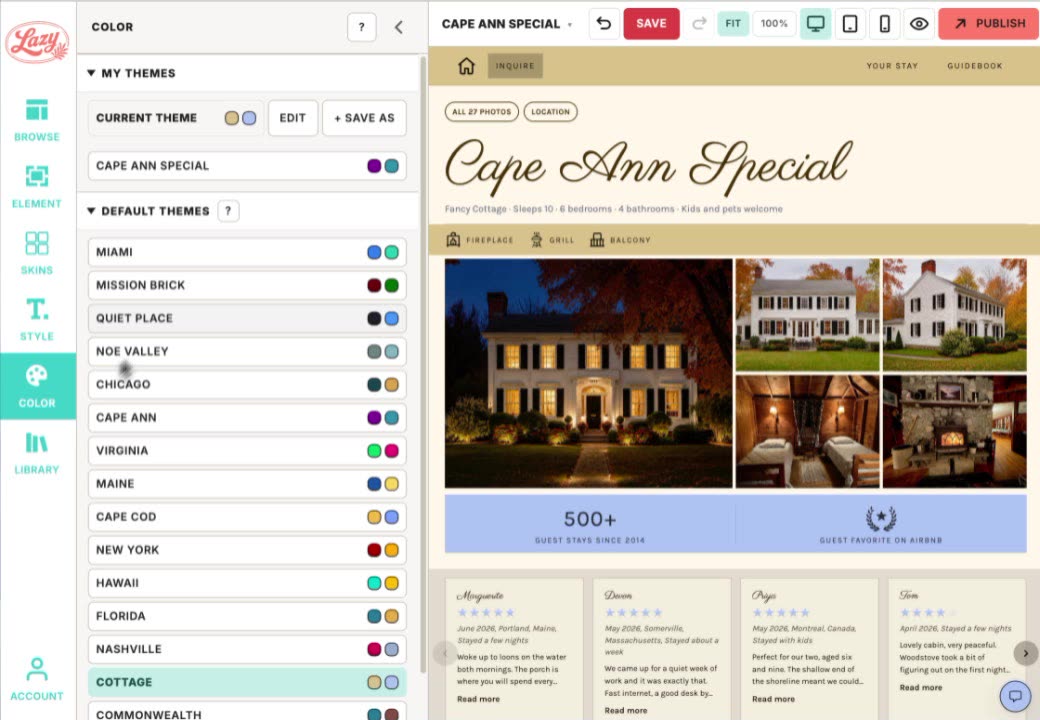 Lazy
BROWSE
ELEMENT
SKINS
STYLE
COLOR
LIBRARY
ACCOUNT
COLOR
?
MY THEMES
CURRENT THEME
EDIT
+ SAVE AS
CAPE ANN SPECIAL
DEFAULT THEMES
?
MIAMI
MISSION BRICK
QUIET PLACE
NOE VALLEY
CHICAGO
CAPE ANN
VIRGINIA
MAINE
CAPE COD
NEW YORK
HAWAII
FLORIDA
NASHVILLE
COTTAGE
COMMONWEALTH
CAPE ANN SPECIAL
SAVE
FIT
100%
PUBLISH
INQUIRE
YOUR STAY
GUIDEBOOK
ALL 27 PHOTOS
LOCATION
Cape Ann Special
Fancy Cottage · Sleeps 10 · 6 bedrooms · 4 bathrooms · Kids and pets welcome
FIREPLACE
GRILL
BALCONY
500+
GUEST STAYS SINCE 2014
GUEST FAVORITE ON AIRBNB
Marguerite
June 2026, Portland, Maine,
Stayed a few nights
Woke up to loons on the water
both mornings. The porch is
where you will spend every...
Read more
Devon
May 2026, Somerville,
Massachusetts, Stayed about a
week
We came up for a quiet week of
work and it was exactly that.
Fast internet, a good desk by...
Read more
Priya
May 2026, Montreal, Canada,
Stayed with kids
Perfect for our two, aged six
and nine. The shallow end of
the shoreline meant we could...
Read more
Tom
April 2026, Stayed a few nights
Lovely cabin, very peaceful.
Woodstove took a bit of
figuring out on the first night...
Read more